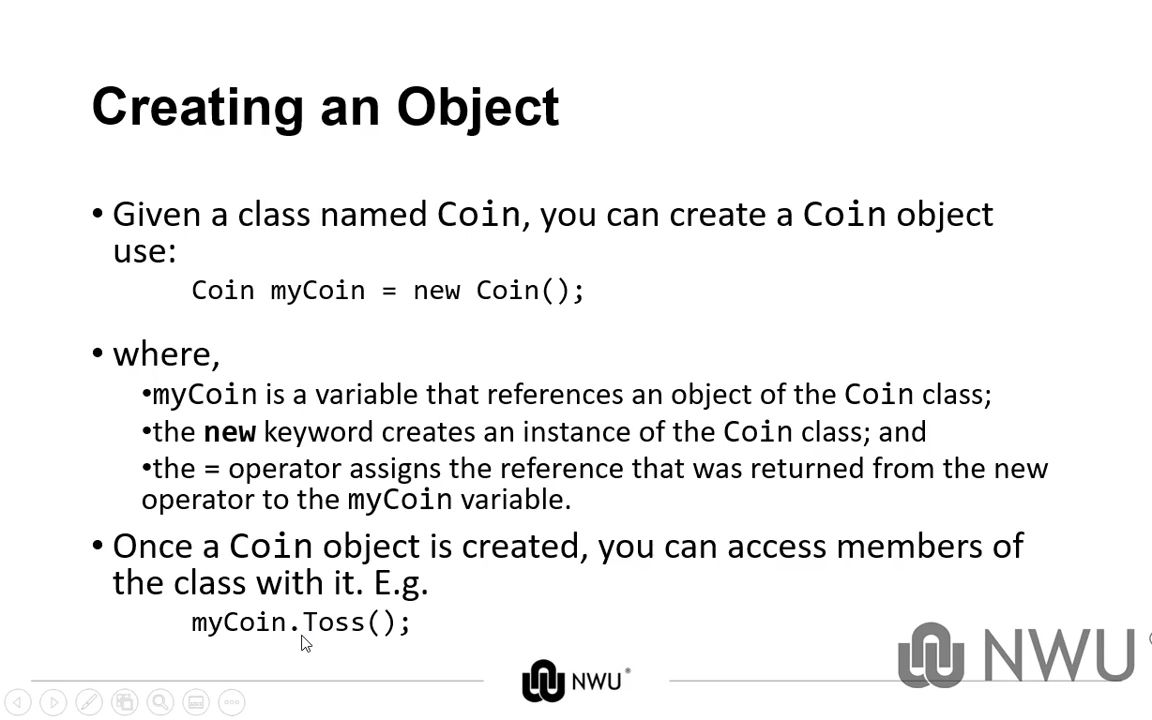 Creating an Object
• Given a class named Coin, you can create a Coin object
use:
Coin myCoin = new Coin();
• where,
•myCoin is a variable that references an object of the Coin class;
•the new keyword creates an instance of the Coin class; and
•the = operator assigns the reference that was returned from the new
operator to the myCoin variable.
• Once a Coin object is created, you can access members of
the class with it. E.g.
myCoin.Toss();
NWU®
NWU